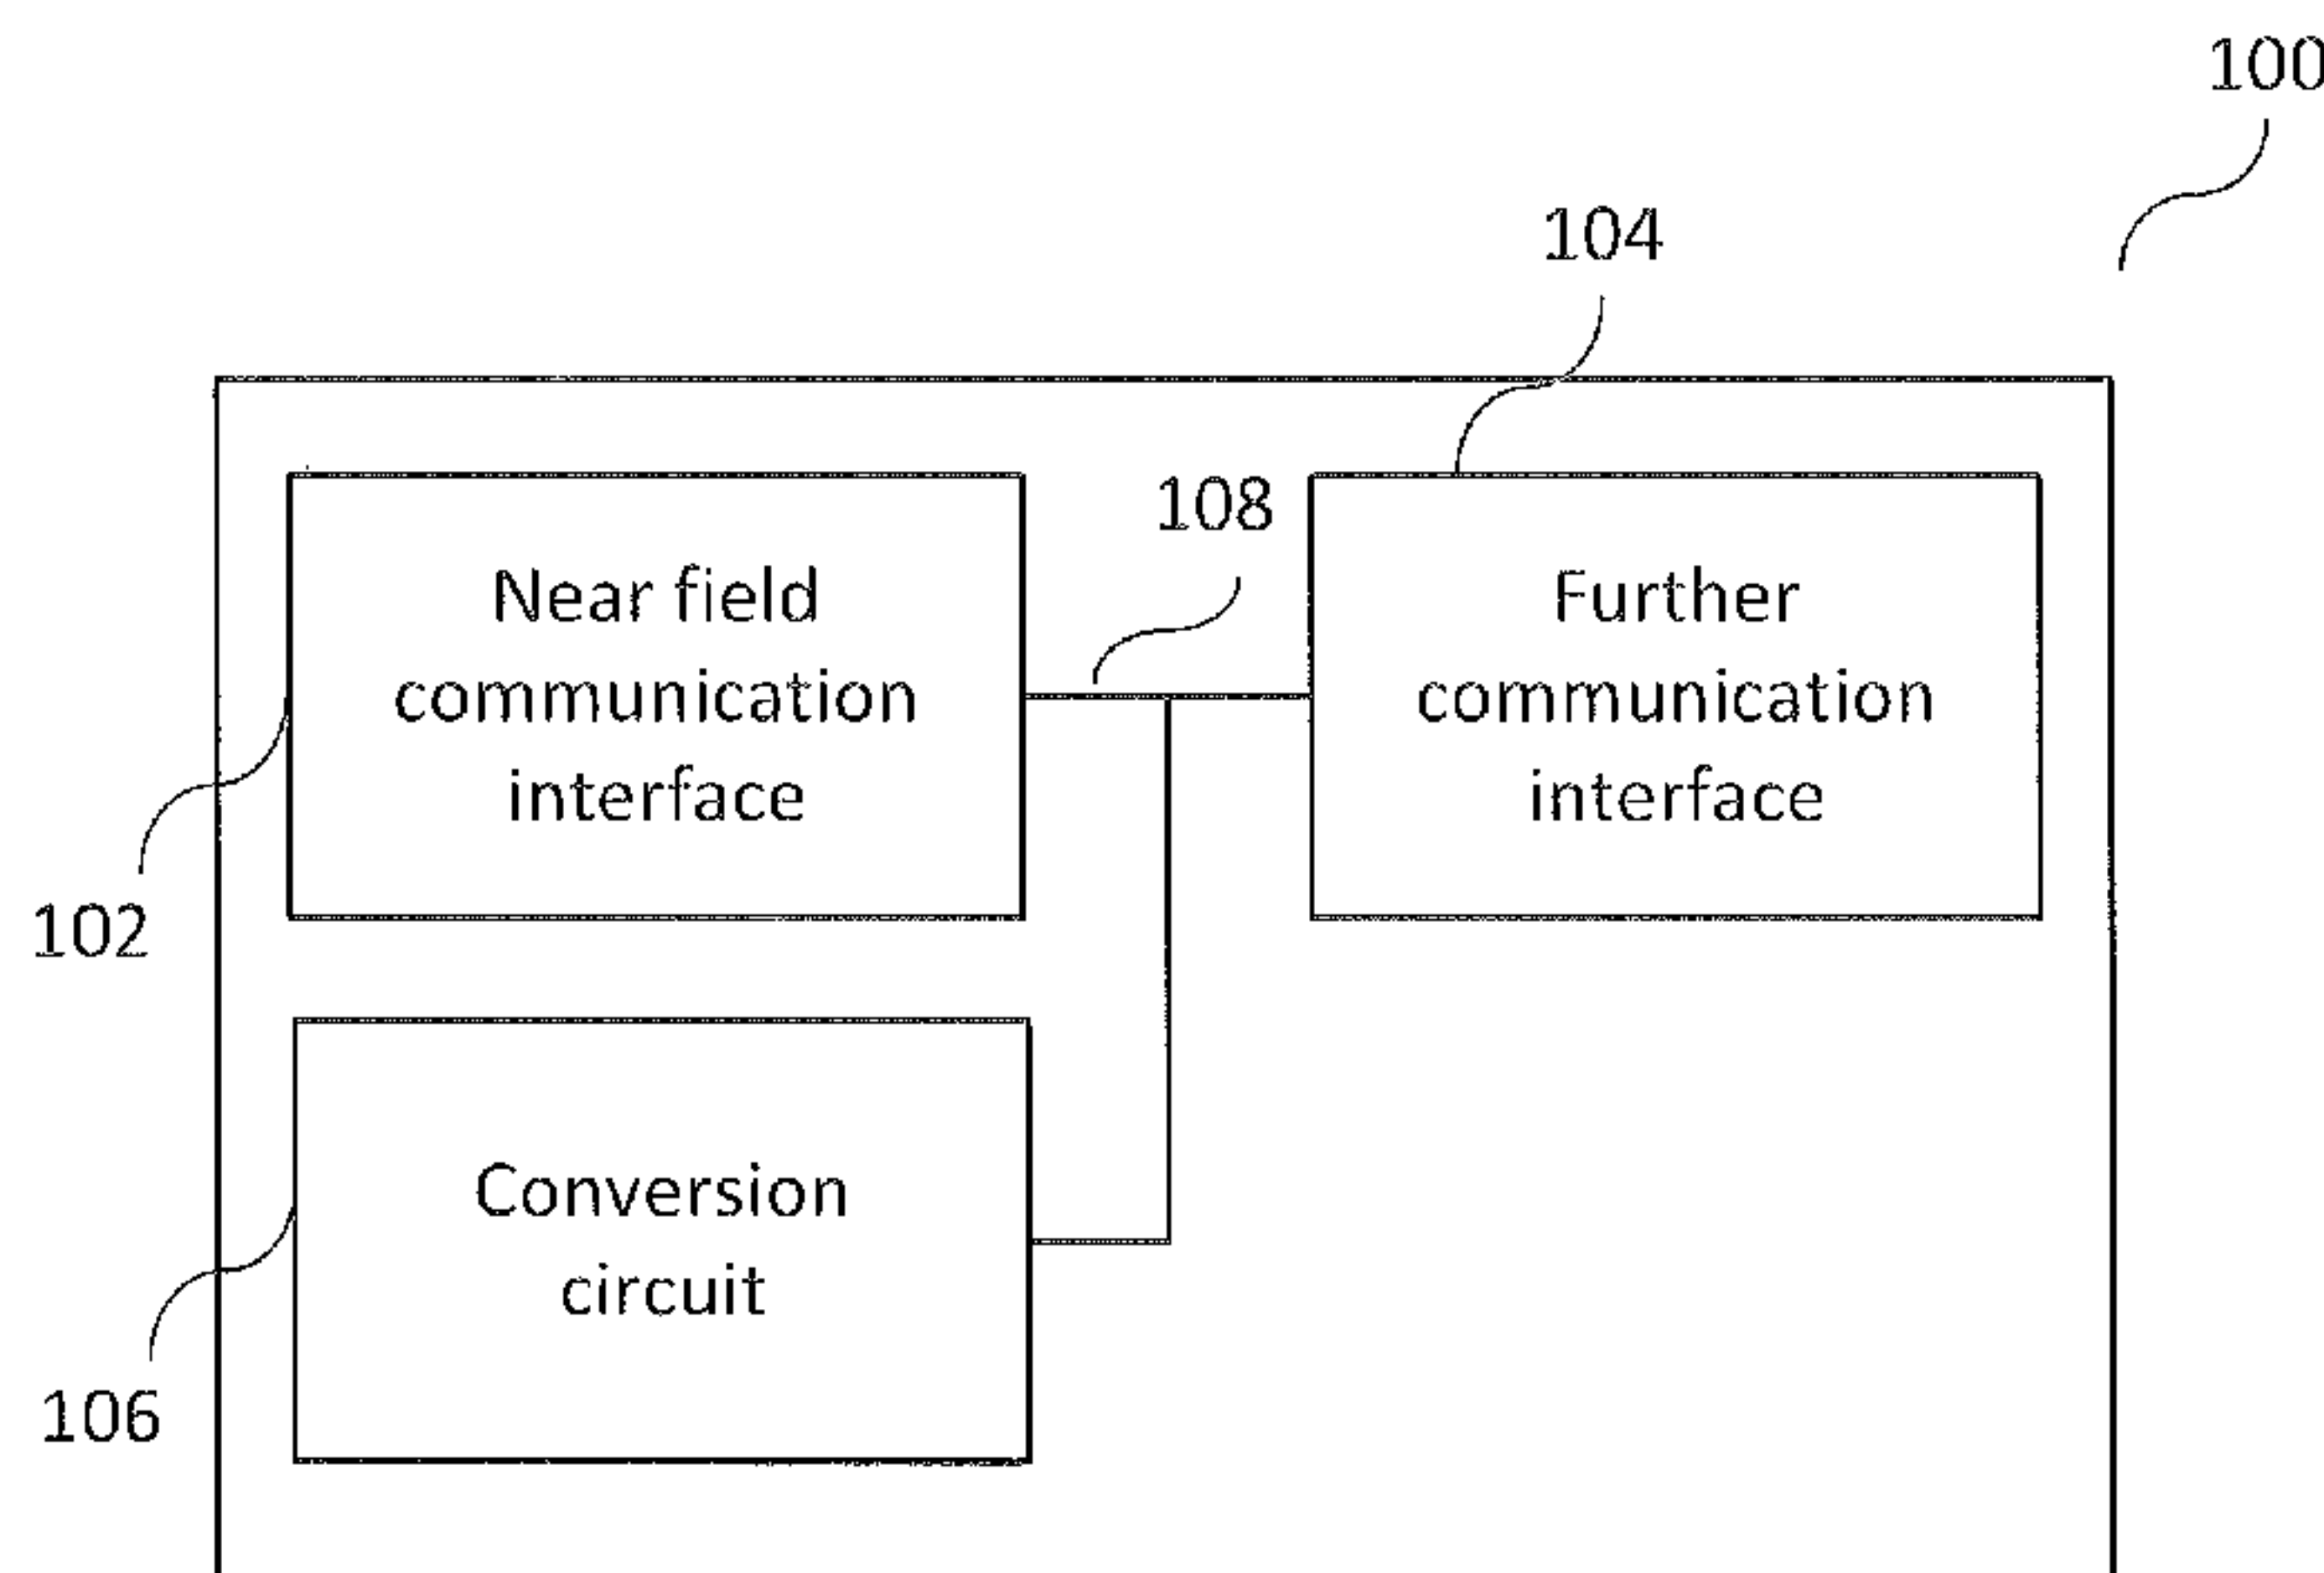 100
104
108
Near field
communication
interface
Further
communication
interface
102
Conversion
circuit
106